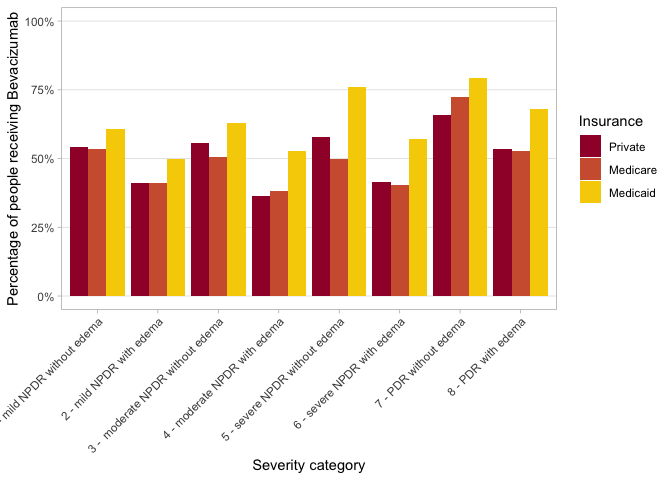 Percentage of people receiving Bevacizumab
100%
75%
50%
25%
0%
- mild NPDR without edema
2 - mild NPDR with edema
3 -  moderate NPDR without edema
4 - moderate NPDR with edema
5 - severe NPDR without edema
6 - severe NPDR with edema
7 - PDR without edema
8 - PDR with edema
Severity category
Insurance
Private
Medicare
Medicaid